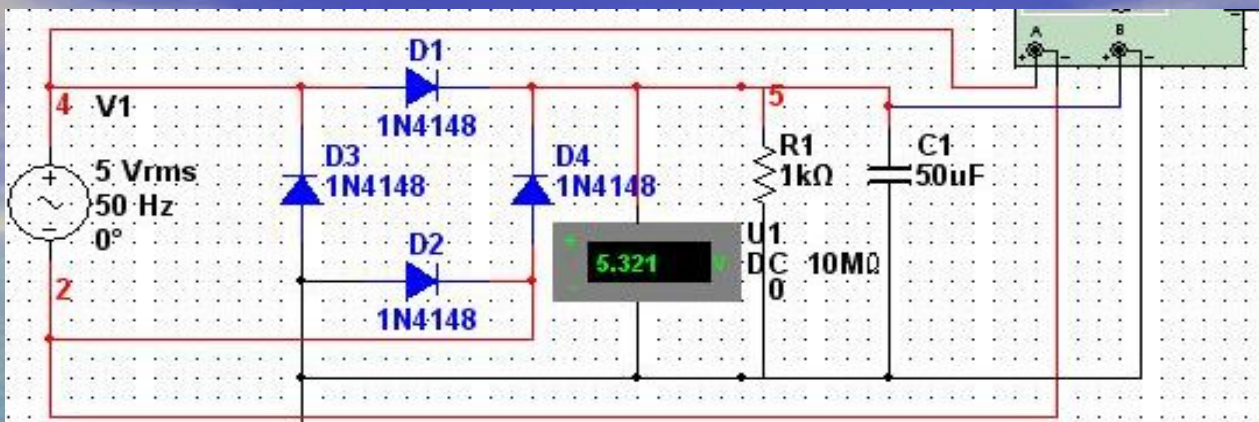 A B
+ - + -
D1
1N4148
4 V1
5
5 Vrms
50 Hz
0°
+
-
D3
1N4148
D4
1N4148
R1
1kΩ
C1
50uF
D2
1N4148
2
+
-
5.321 V
U1
DC 10MΩ
0